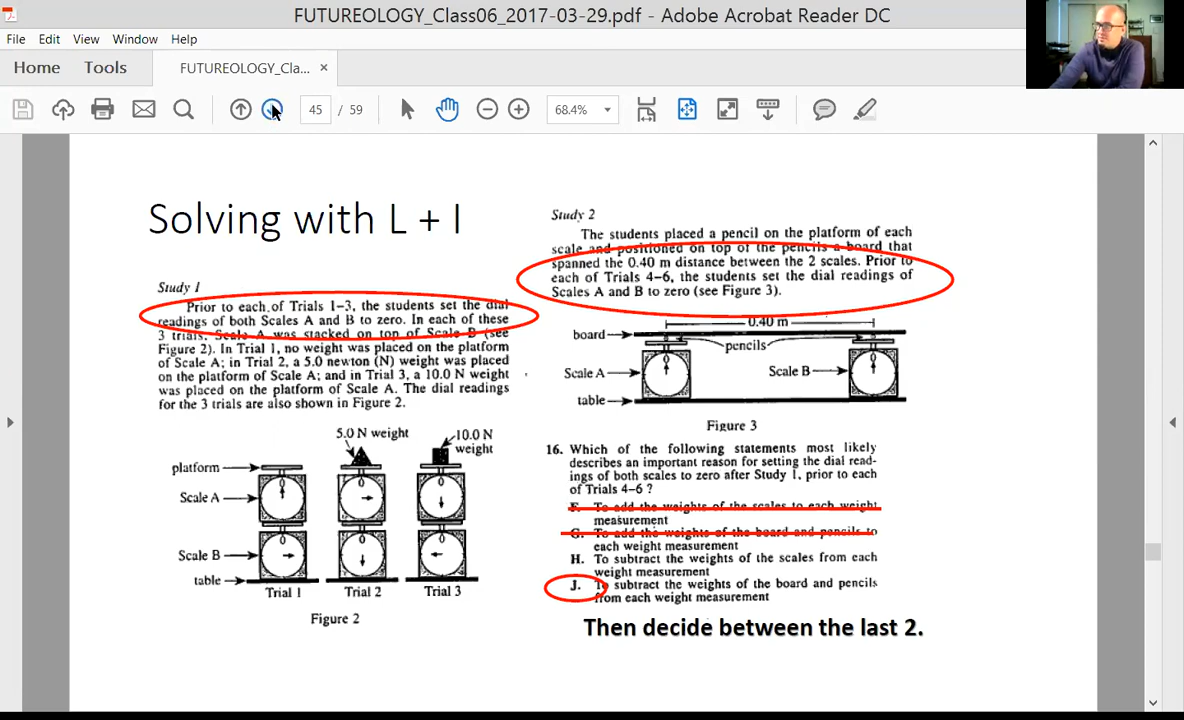 FUTUREOLOGY_Class06_2017-03-29.pdf - Adobe Acrobat Reader DC
File Edit View Window Help
Home Tools FUTUREOLOGY_Cla... ×
45 / 59 68.4%
Solving with L + I
Study 1
Prior to each of Trials 1–3, the students set the dial
readings of both Scales A and B to zero. In each of these
3 trials, Scale A was stacked on top of Scale B (see
Figure 2). In Trial 1, no weight was placed on the platform
of Scale A; in Trial 2, a 5.0 newton (N) weight was placed
on the platform of Scale A; and in Trial 3, a 10.0 N weight
was placed on the platform of Scale A. The dial readings
for the 3 trials are also shown in Figure 2.
5.0 N weight
10.0 N
weight
platform
Scale A
0 0 0
Scale B
0 0 0
table
Trial 1 Trial 2 Trial 3
Figure 2
Study 2
The students placed a pencil on the platform of each
scale and positioned on top of the pencils a board that
spanned the 0.40 m distance between the 2 scales. Prior to
each of Trials 4–6, the students set the dial readings of
Scales A and B to zero (see Figure 3).
0.40 m
board
pencils
0 0
Scale A Scale B
table
Figure 3
16. Which of the following statements most likely
describes an important reason for setting the dial read-
ings of both scales to zero after Study 1, prior to each
of Trials 4–6 ?
F. To add the weights of the scales to each weight
measurement
G. To add the weights of the board and pencils to
each weight measurement
H. To subtract the weights of the scales from each
weight measurement
J. To subtract the weights of the board and pencils
from each weight measurement
Then decide between the last 2.